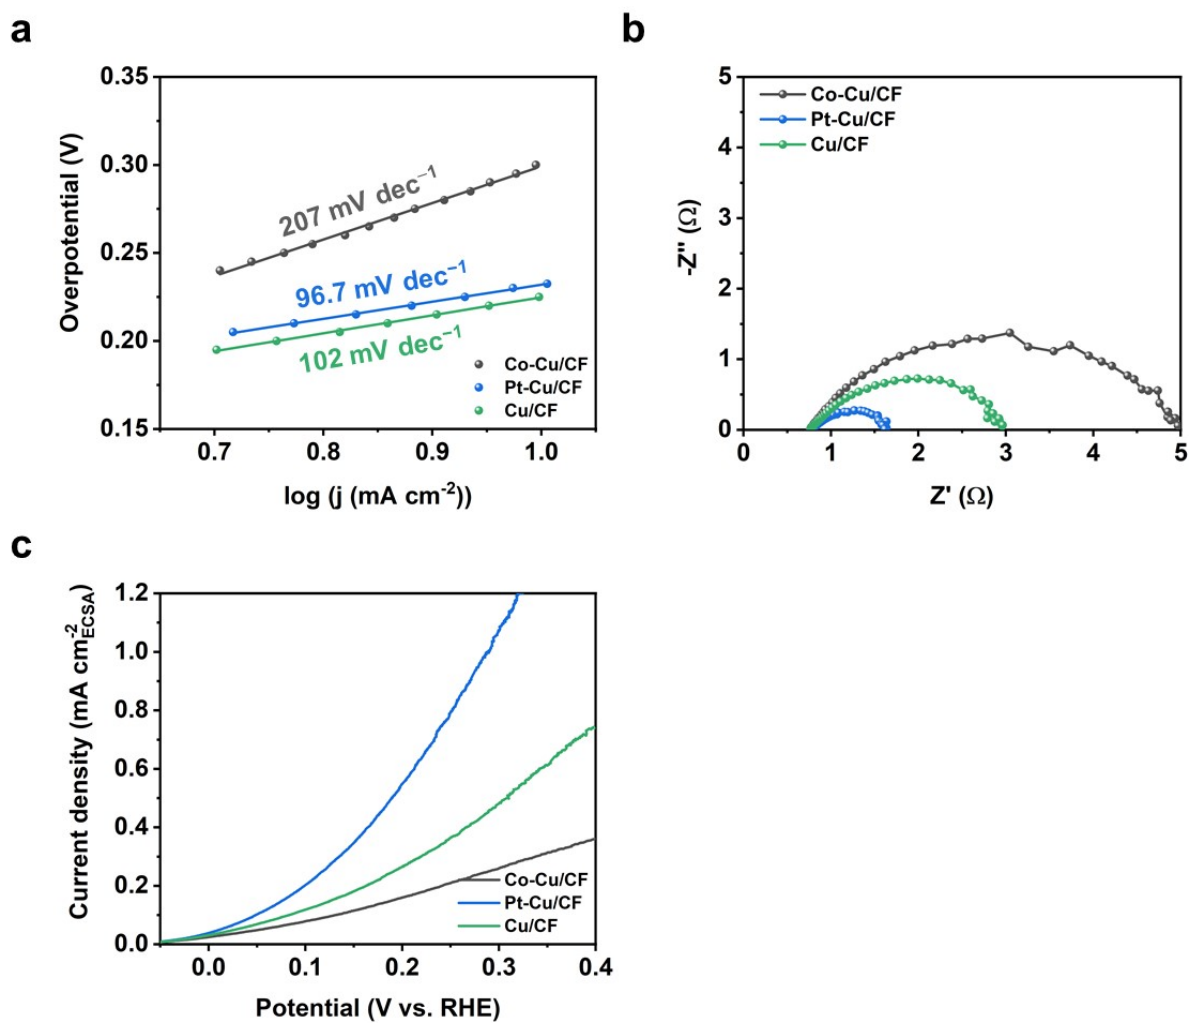 a
0.35
0.30
0.25
0.20
0.15
Overpotential (V)
207 mV dec⁻¹
96.7 mV dec⁻¹
102 mV dec⁻¹
Co-Cu/CF
Pt-Cu/CF
Cu/CF
0.7 0.8 0.9 1.0
log (j (mA cm⁻²))
b
5
4
3
2
1
0
-Z'' (Ω)
Co-Cu/CF
Pt-Cu/CF
Cu/CF
0 1 2 3 4 5
Z' (Ω)
c
1.2
1.0
0.8
0.6
0.4
0.2
0.0
Current density (mA cm⁻²ECSA)
Co-Cu/CF
Pt-Cu/CF
Cu/CF
0.0 0.1 0.2 0.3 0.4
Potential (V vs. RHE)